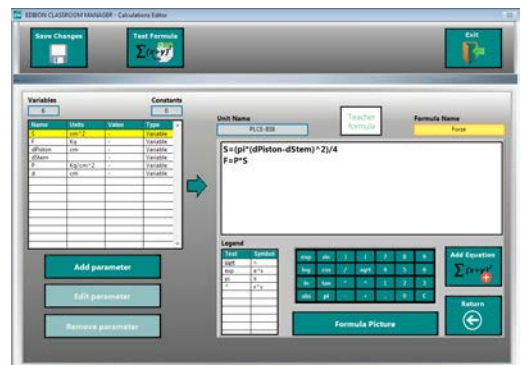 EDIBON CLASSROOM MANAGER - Calculations Editor
Save Changes
Test Formula
Exit
Variables
Constants
6
0
Name Units Value Type
S cm^2 - Variable
F Kg - Variable
dPiston cm - Variable
dStem - Variable
P Kg/cm^2 - Variable
d cm - Variable
Add parameter
Edit parameter
Remove parameter
Unit Name
Teacher formula
Formula Name
Force
S=(pi*(dPiston-dStem)^2)/4
F=P*S
Legend
Text Symbol
sqrt
exp e^x
pi
exp sin ) ( 7 8 9
log cos / sqrt 4 5 6
ln tan * ^ 1 2 3
abs pi - + . 0 C
Add Equation
Formula Picture
Return